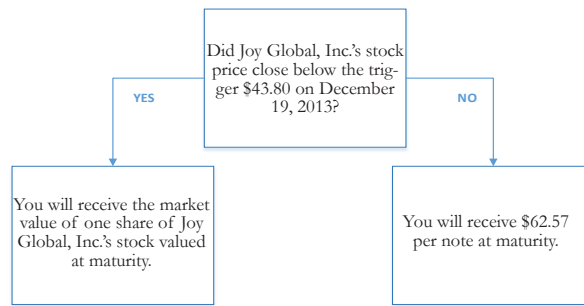 Did Joy Global, Inc.’s stock
price close below the trig-
ger $43.80 on December
19, 2013?
YES
NO
You will receive the market
value of one share of Joy
Global, Inc.’s stock valued
at maturity.
You will receive $62.57
per note at maturity.